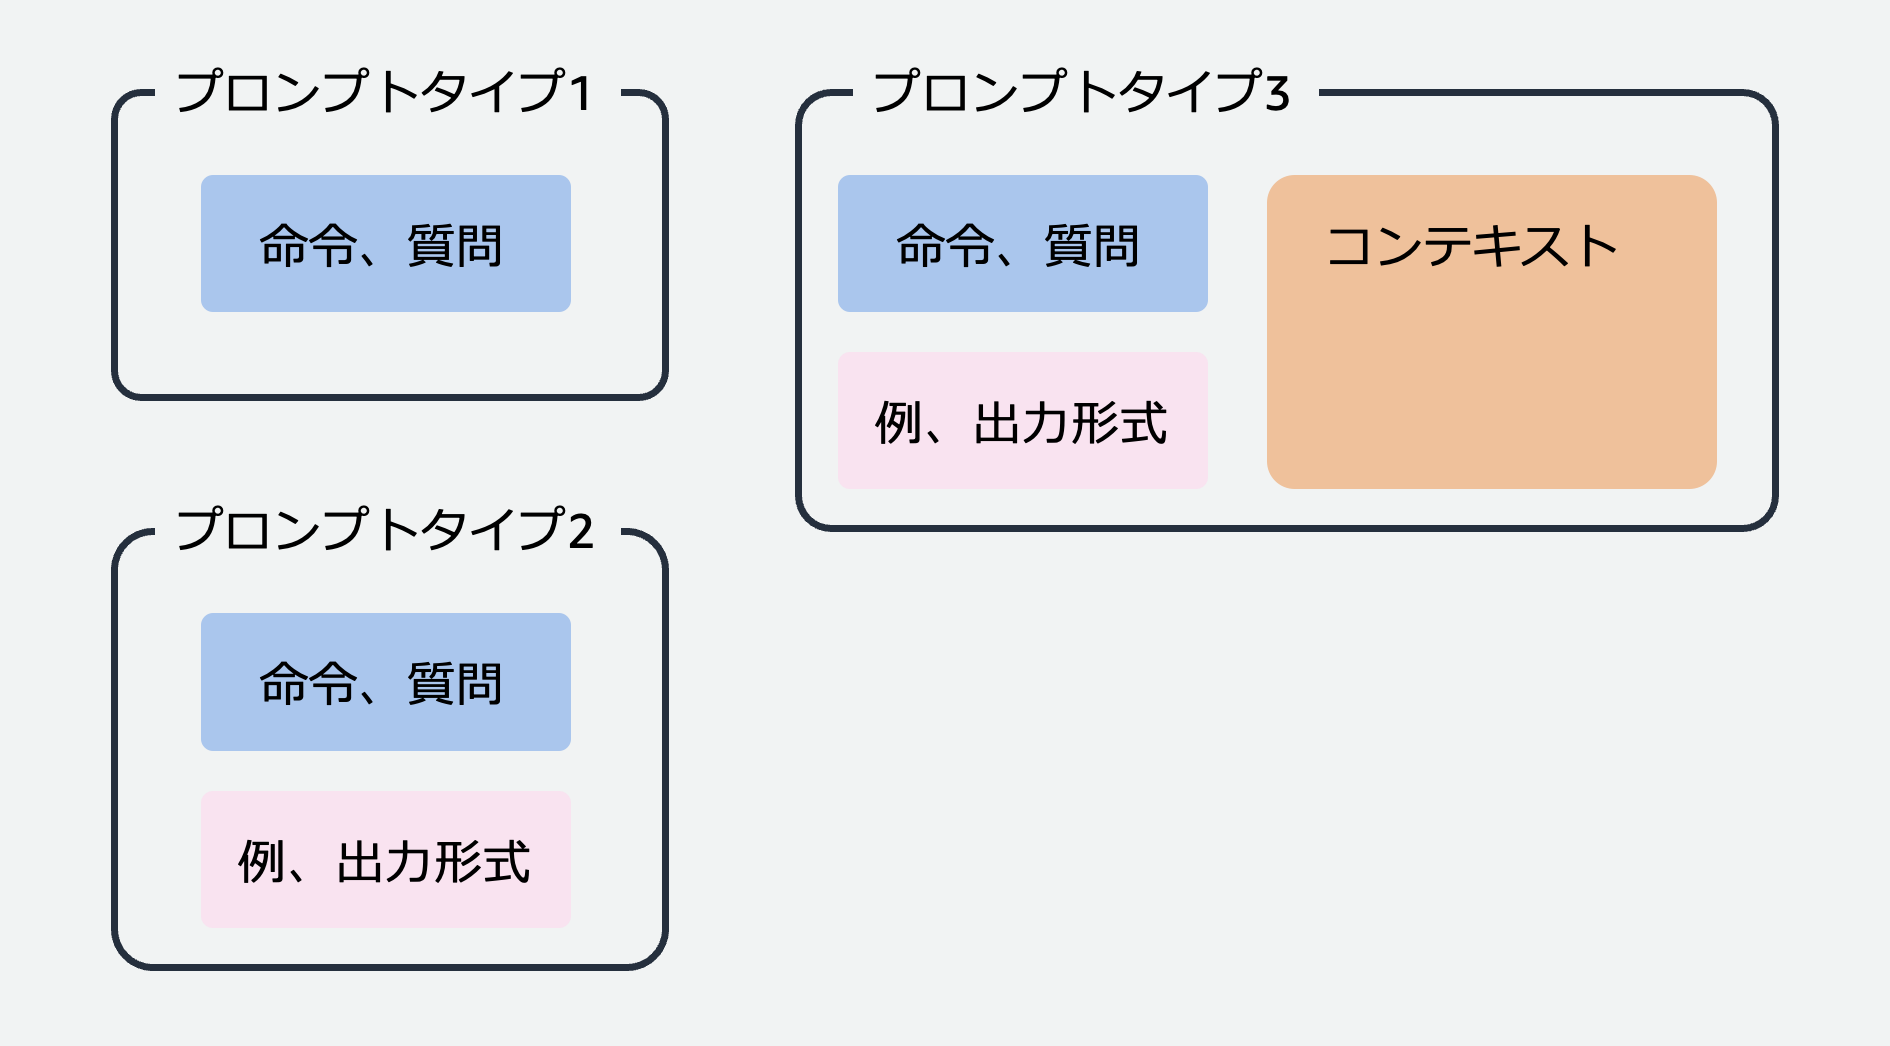 プロンプトタイプ1
命令、質問
プロンプトタイプ2
命令、質問
例、出力形式
プロンプトタイプ3
命令、質問
例、出力形式
コンテキスト